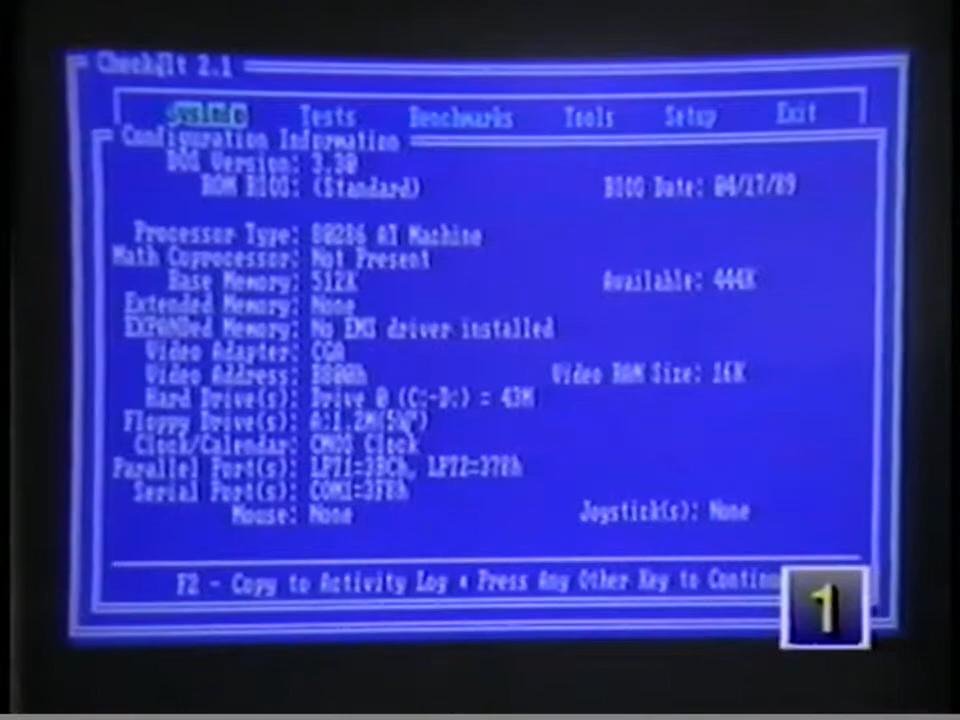 CheckIt 2.1
SysInfo Tests Benchmarks Tools Setup Exit
Configuration Information
DOS Version: 3.30
ROM BIOS: (Standard) BIOS Date: 04/17/89
Processor Type: 80286 AT Machine
Math Coprocessor: Not Present
Base Memory: 512K Available: 444K
Extended Memory: None
EXPANDed Memory: No EMS driver installed
Video Adapter: CGA
Video Address: B800h Video RAM Size: 16K
Hard Drive(s): Drive 0 (C:-D:) = 43M
Floppy Drive(s): A:1.2M(5¼")
Clock/Calendar: CMOS Clock
Parallel Port(s): LPT1=3BCh, LPT2=378h
Serial Port(s): COM1=3F8h
Mouse: None Joystick(s): None
F2 - Copy to Activity Log • Press Any Other Key to Continu
1